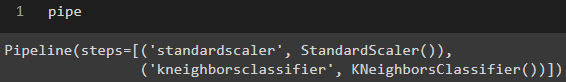 1 pipe
Pipeline(steps=[('standardscaler', StandardScaler()),
('kneighborsclassifier', KNeighborsClassifier())])